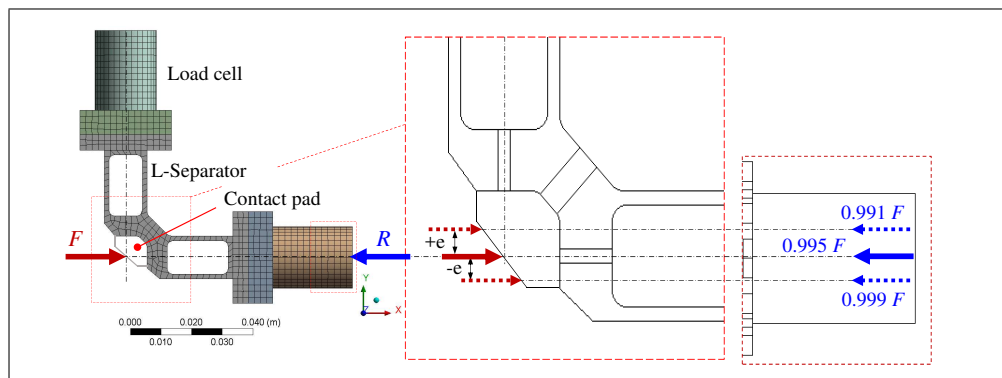 Load cell
L-Separator
Contact pad
F
R
Y
Z
X
0.000 0.020 0.040 (m)
0.010 0.030
+e
-e
0.991 F
0.995 F
0.999 F